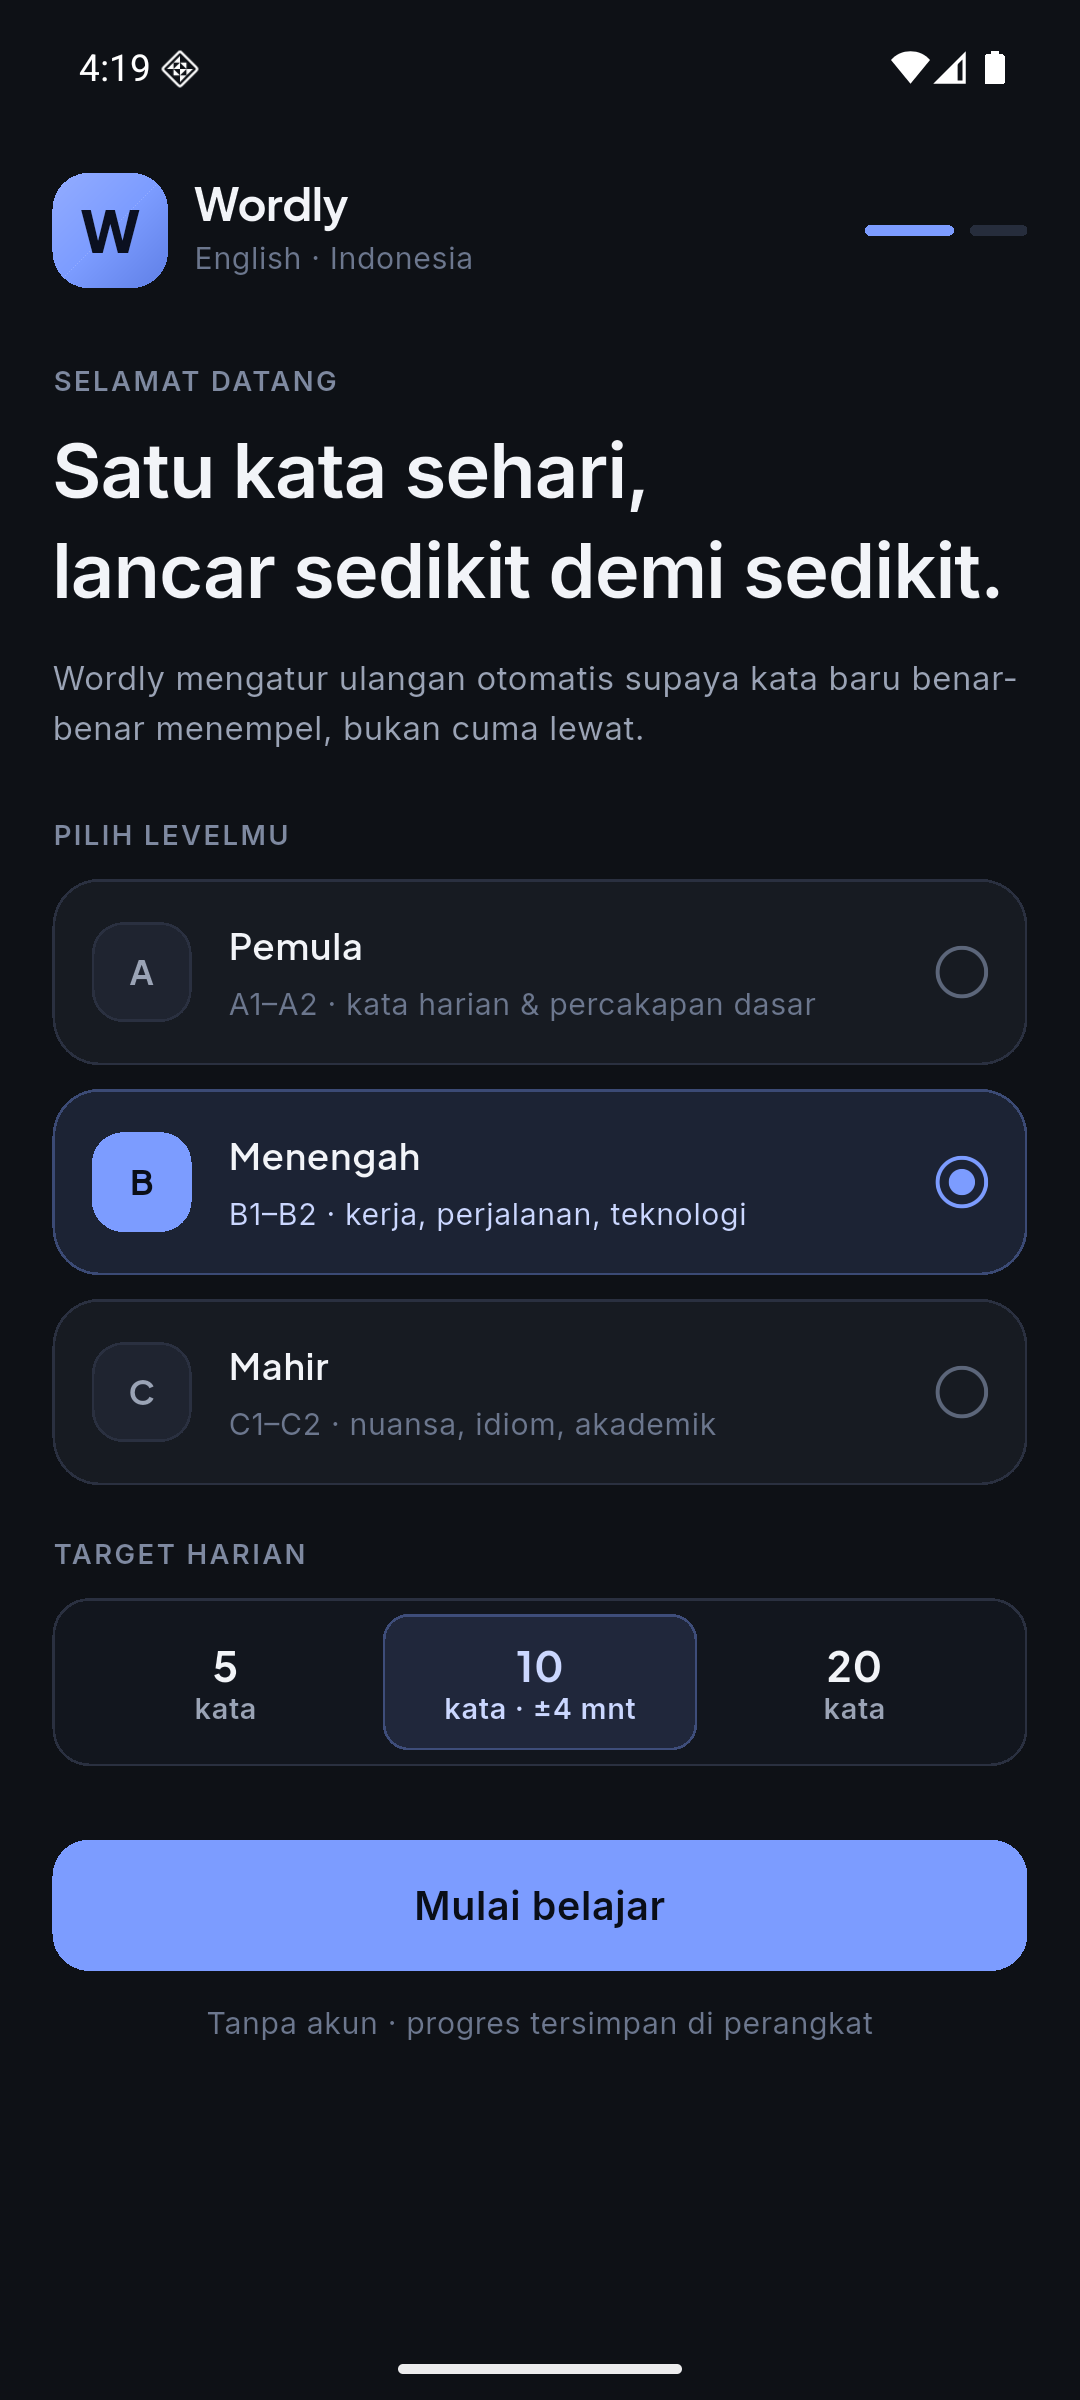 4:19
W
Wordly
English · Indonesia
SELAMAT DATANG
Satu kata sehari,
lancar sedikit demi sedikit.
Wordly mengatur ulangan otomatis supaya kata baru benar-
benar menempel, bukan cuma lewat.
PILIH LEVELMU
A
Pemula
A1–A2 · kata harian & percakapan dasar
B
Menengah
B1–B2 · kerja, perjalanan, teknologi
C
Mahir
C1–C2 · nuansa, idiom, akademik
TARGET HARIAN
5
kata
10
kata · ±4 mnt
20
kata
Mulai belajar
Tanpa akun · progres tersimpan di perangkat